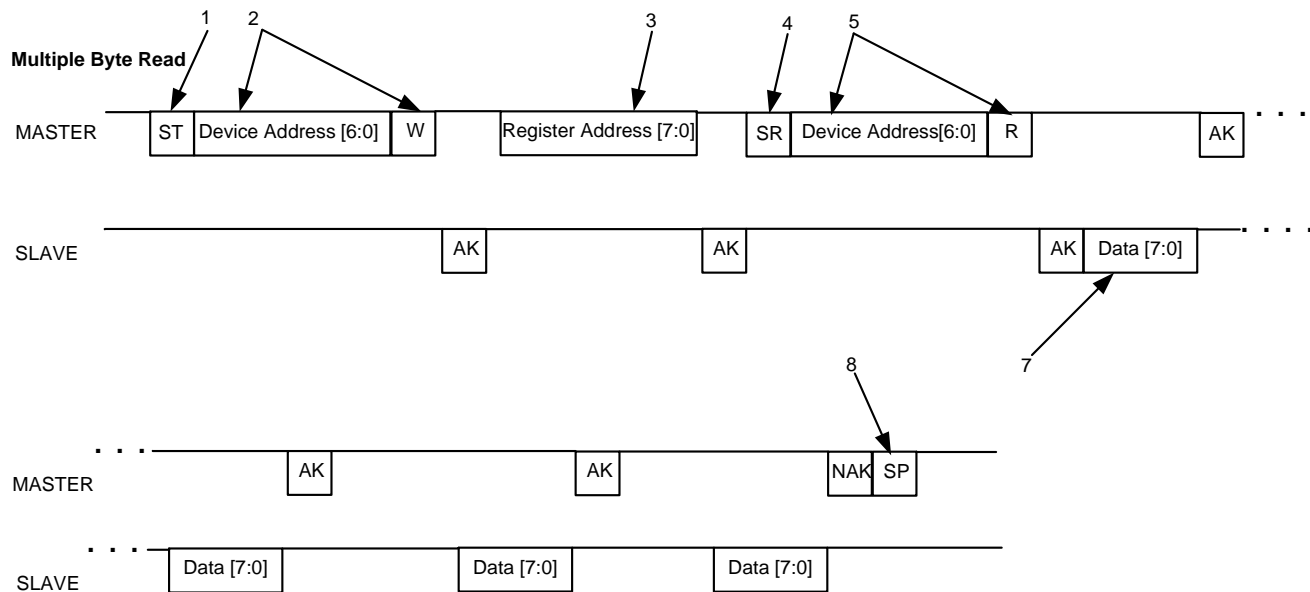 1 2 3 4 5
Multiple Byte Read
MASTER ST Device Address [6:0] W Register Address [7:0] SR Device Address[6:0] R AK . . . .
SLAVE AK AK AK Data [7:0] . . . .
8 7
. . . MASTER AK AK NAK SP
. . . SLAVE Data [7:0] Data [7:0] Data [7:0]